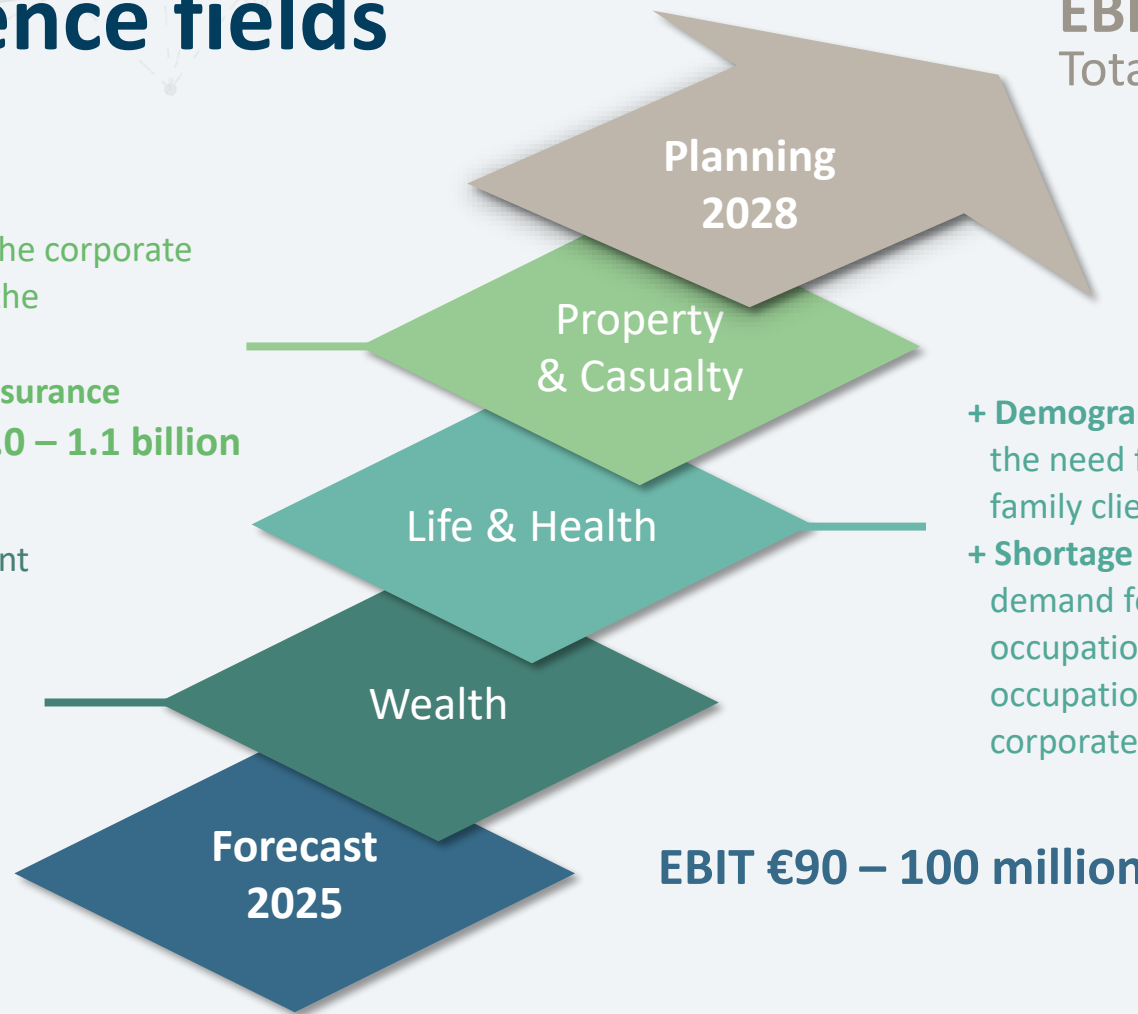 ence fields
EBI
Tota
Planning
2028
he corporate
he
surance
.0 – 1.1 billion
nt
Property
& Casualty
Life & Health
+ Demogra
the need f
family clie
+ Shortage
demand fo
occupatio
occupatio
corporate
Wealth
Forecast
2025
EBIT €90 – 100 million